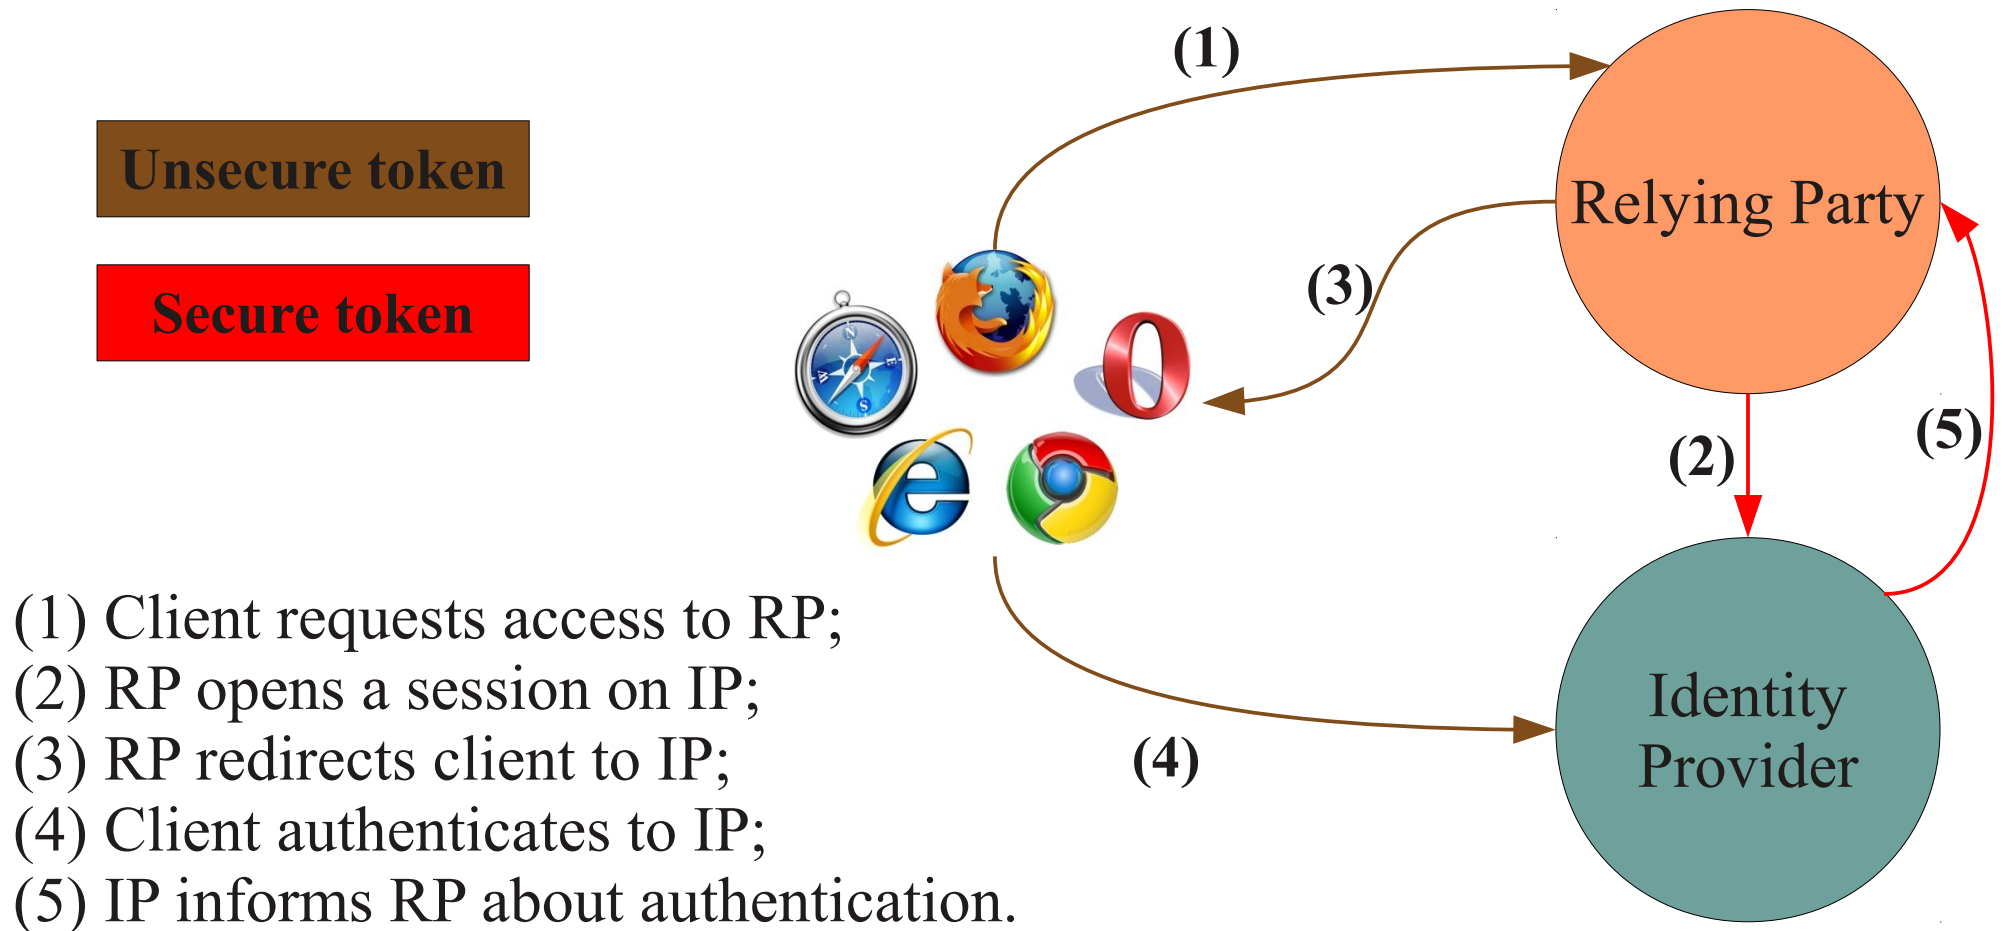 (1)
Unsecure token
Relying Party
(3)
Secure token
(2)
(5)
(4)
Identity
Provider
(1) Client requests access to RP;
(2) RP opens a session on IP;
(3) RP redirects client to IP;
(4) Client authenticates to IP;
(5) IP informs RP about authentication.
N
E
S
W